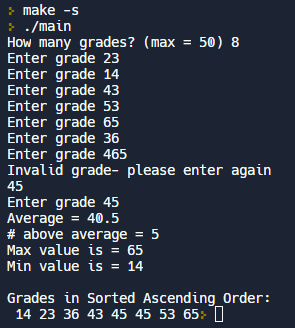 > make -s
> ./main
How many grades? (max = 50) 8
Enter grade 23
Enter grade 14
Enter grade 43
Enter grade 53
Enter grade 65
Enter grade 36
Enter grade 465
Invalid grade- please enter again
45
Enter grade 45
Average = 40.5
# above average = 5
Max value is = 65
Min value is = 14
Grades in Sorted Ascending Order:
14 23 36 43 45 45 53 65>